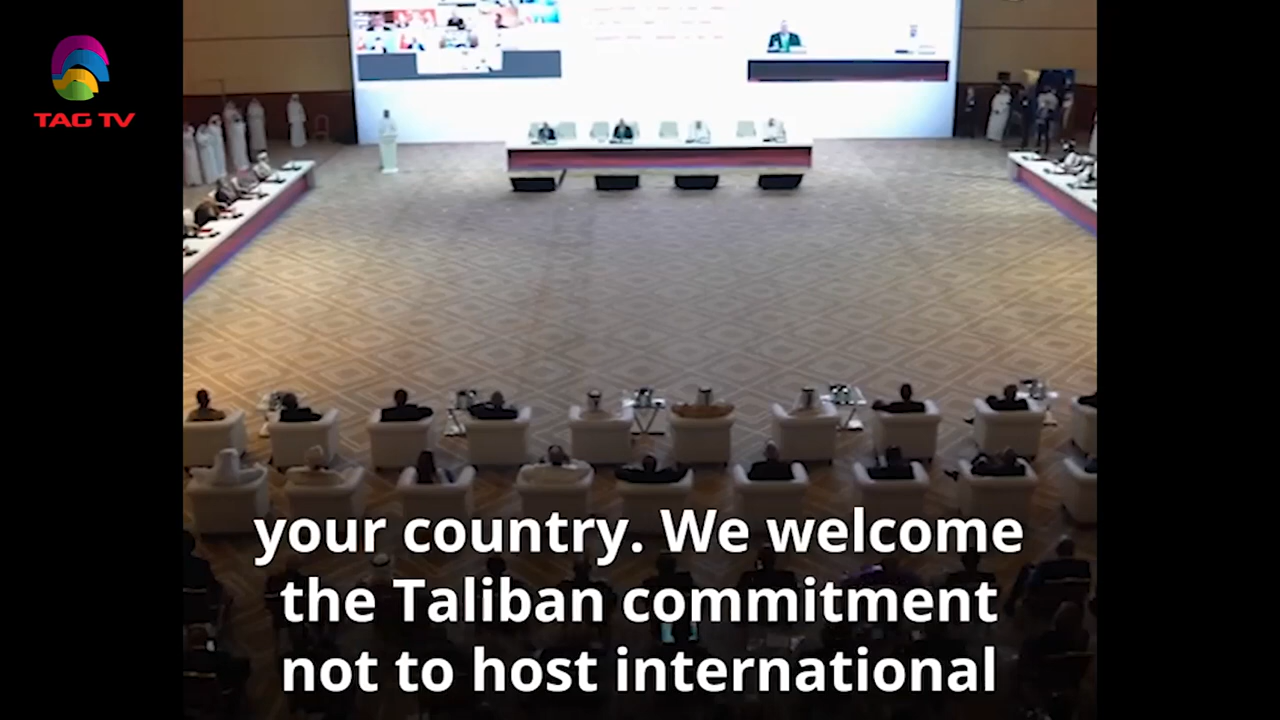 TAG TV
your country. We welcome
the Taliban commitment
not to host international